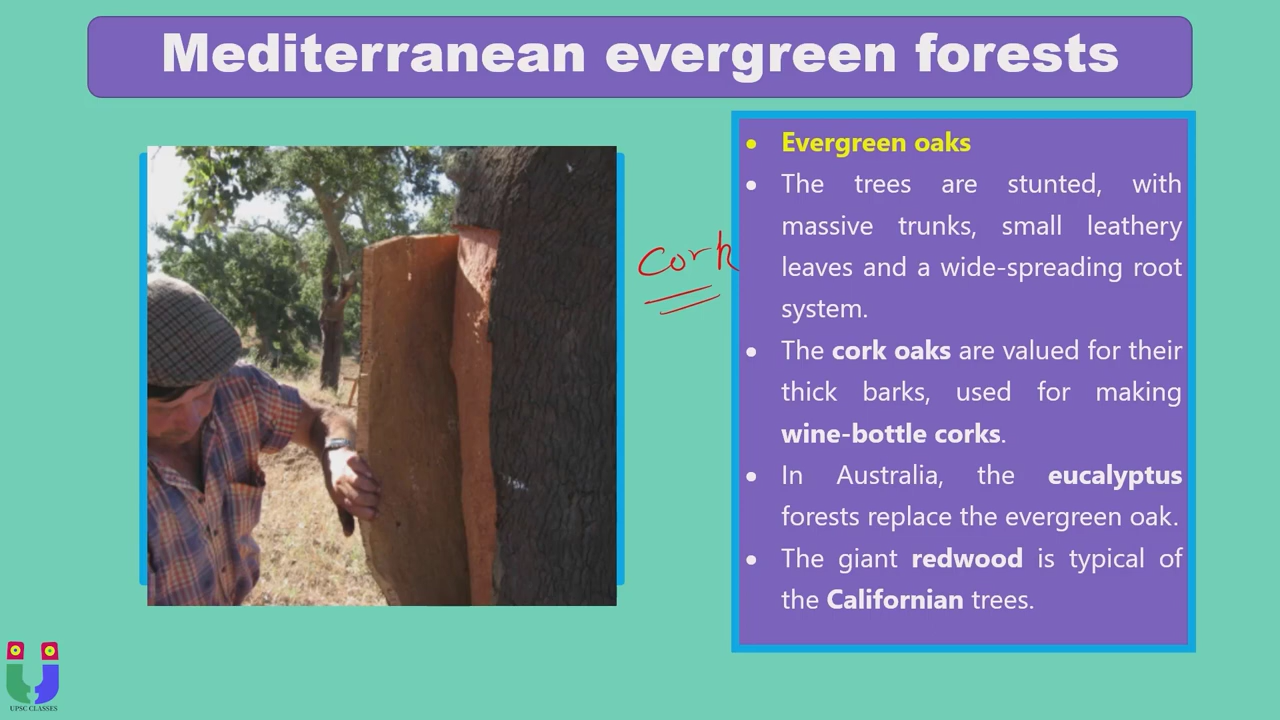 Mediterranean evergreen forests
Cork
• Evergreen oaks
• The trees are stunted, with
massive trunks, small leathery
leaves and a wide-spreading root
system.
• The cork oaks are valued for their
thick barks, used for making
wine-bottle corks.
• In Australia, the eucalyptus
forests replace the evergreen oak.
• The giant redwood is typical of
the Californian trees.
UPSC CLASSES